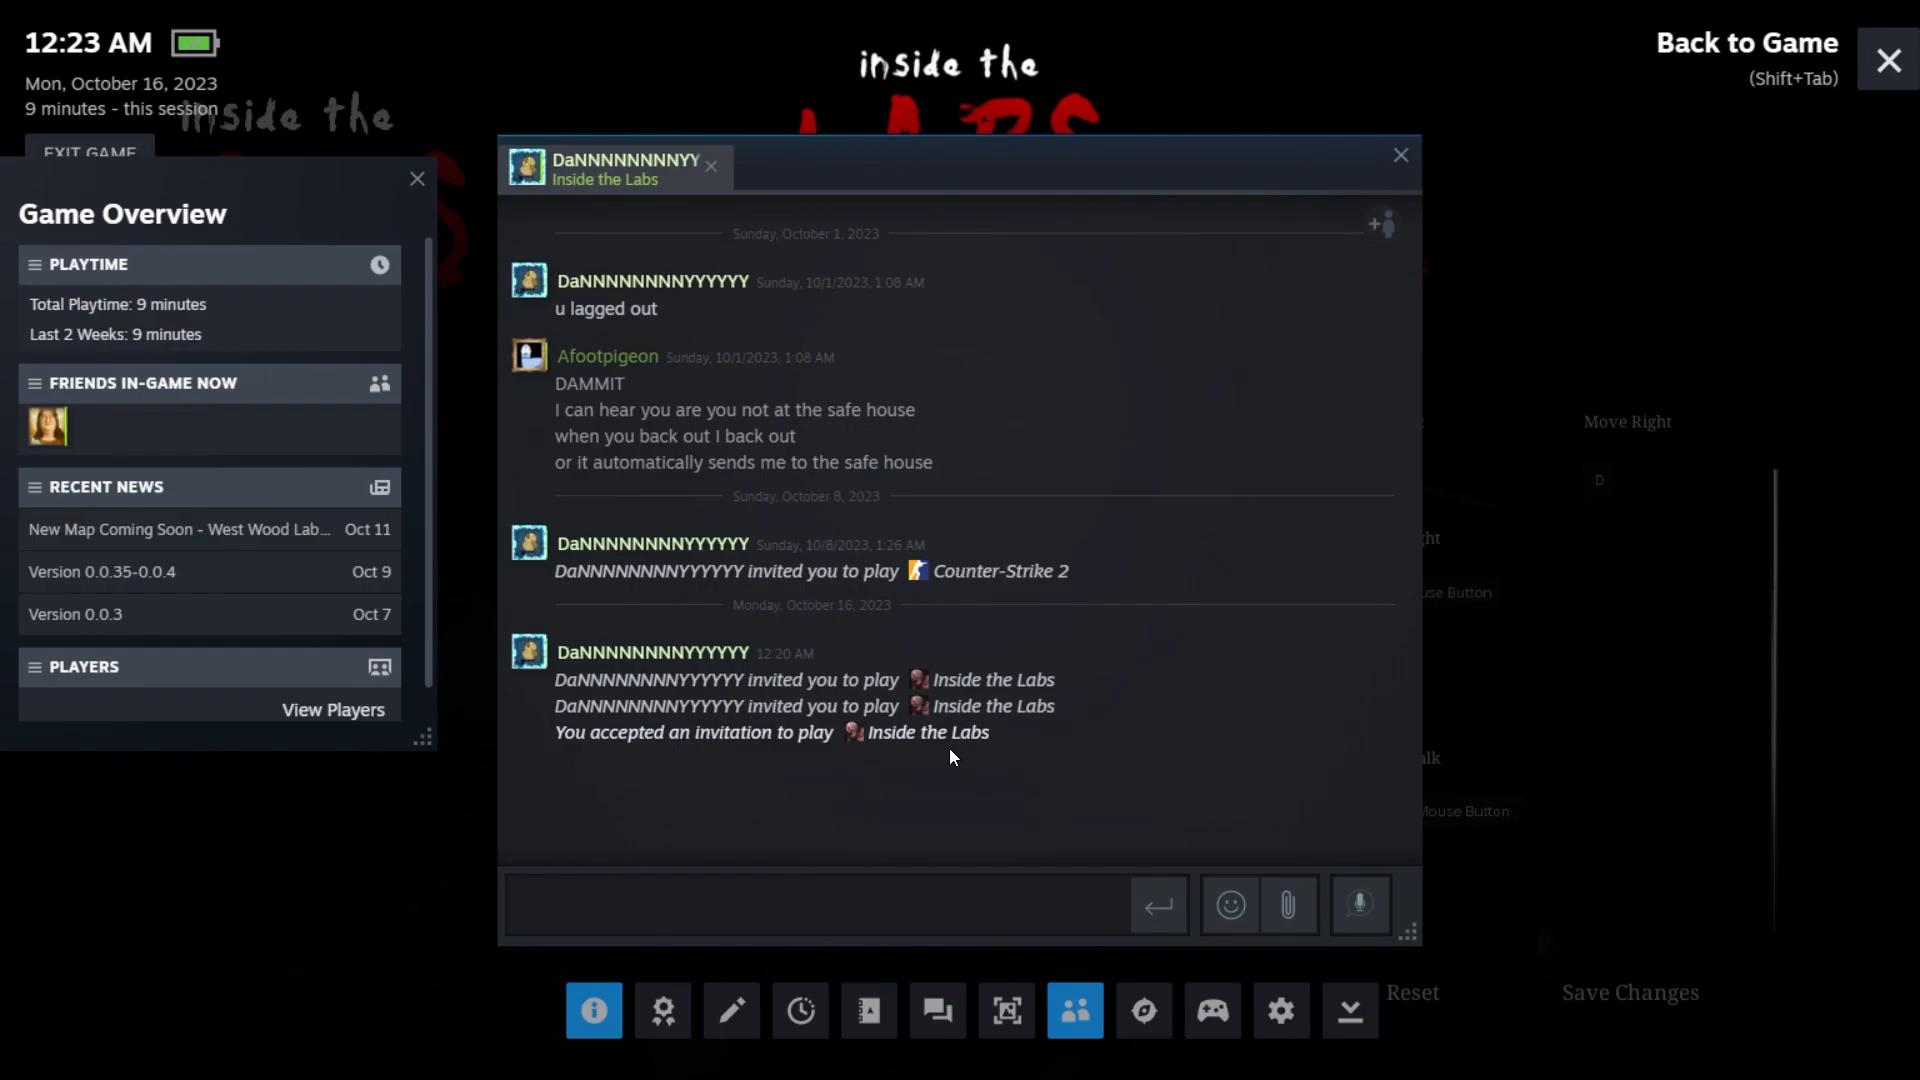 12:23 AM
Mon, October 16, 2023
9 minutes - this session
EXIT GAME
inside the
inside the
LABS
Back to Game
(Shift+Tab)
Game Overview
PLAYTIME
Total Playtime: 9 minutes
Last 2 Weeks: 9 minutes
FRIENDS IN-GAME NOW
RECENT NEWS
New Map Coming Soon - West Wood Lab... Oct 11
Version 0.0.35-0.0.4 Oct 9
Version 0.0.3 Oct 7
PLAYERS
View Players
DaNNNNNNNNYY
Inside the Labs
Sunday, October 1, 2023
DaNNNNNNNNYYYYYY Sunday, 10/1/2023, 1:08 AM
u lagged out
Afootpigeon Sunday, 10/1/2023, 1:08 AM
DAMMIT
I can hear you are you not at the safe house
when you back out I back out
or it automatically sends me to the safe house
Sunday, October 8, 2023
DaNNNNNNNNYYYYYY Sunday, 10/8/2023, 1:26 AM
DaNNNNNNNNYYYYYY invited you to play Counter-Strike 2
Monday, October 16, 2023
DaNNNNNNNNYYYYYY 12:20 AM
DaNNNNNNNNYYYYYY invited you to play Inside the Labs
DaNNNNNNNNYYYYYY invited you to play Inside the Labs
You accepted an invitation to play Inside the Labs
Move Right
D
ght
use Button
alk
Mouse Button
Reset
Save Changes